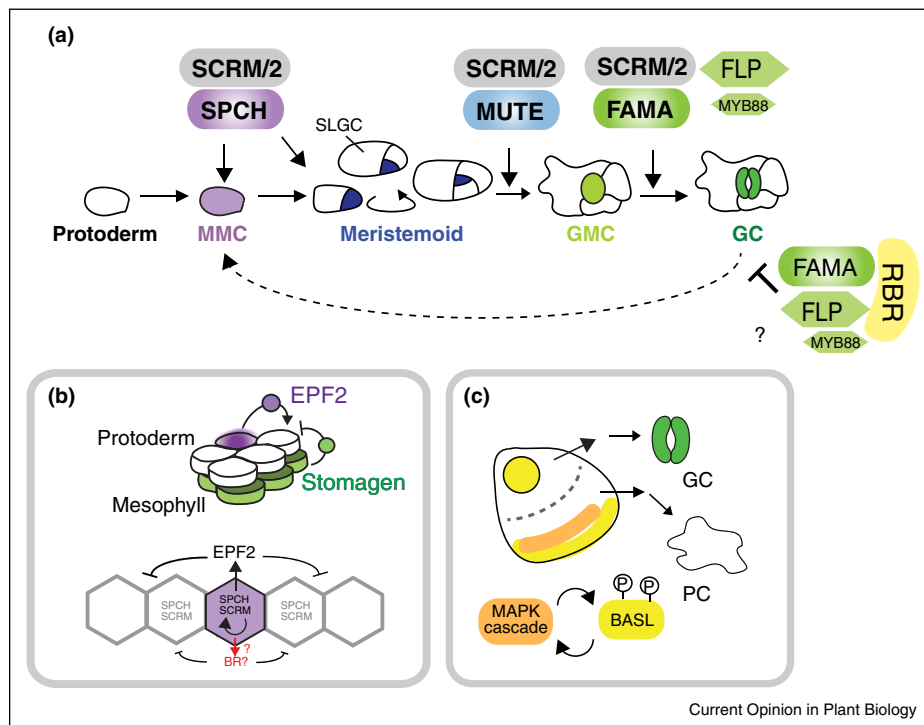 (a)
SCRM/2
SPCH
SCRM/2
MUTE
SCRM/2
FAMA
FLP
MYB88
SLGC
Protoderm
MMC
Meristemoid
GMC
GC
FAMA
FLP
MYB88
RBR
?
(b)
EPF2
Protoderm
Stomagen
Mesophyll
EPF2
SPCH
SCRM
SPCH
SCRM
SPCH
SCRM
?
BR?
(c)
GC
PC
MAPK
cascade
P
P
BASL
Current Opinion in Plant Biology